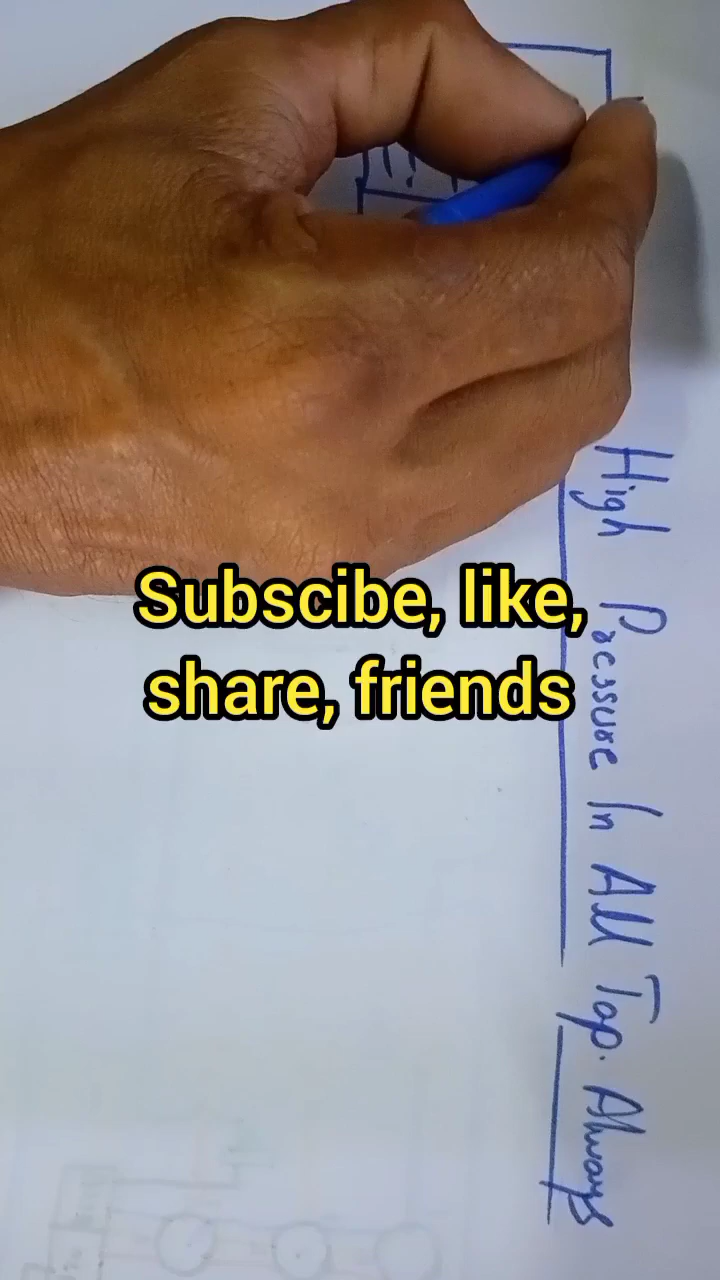 Subscibe, like,
share, friends
High Pressure In All Tap. Always